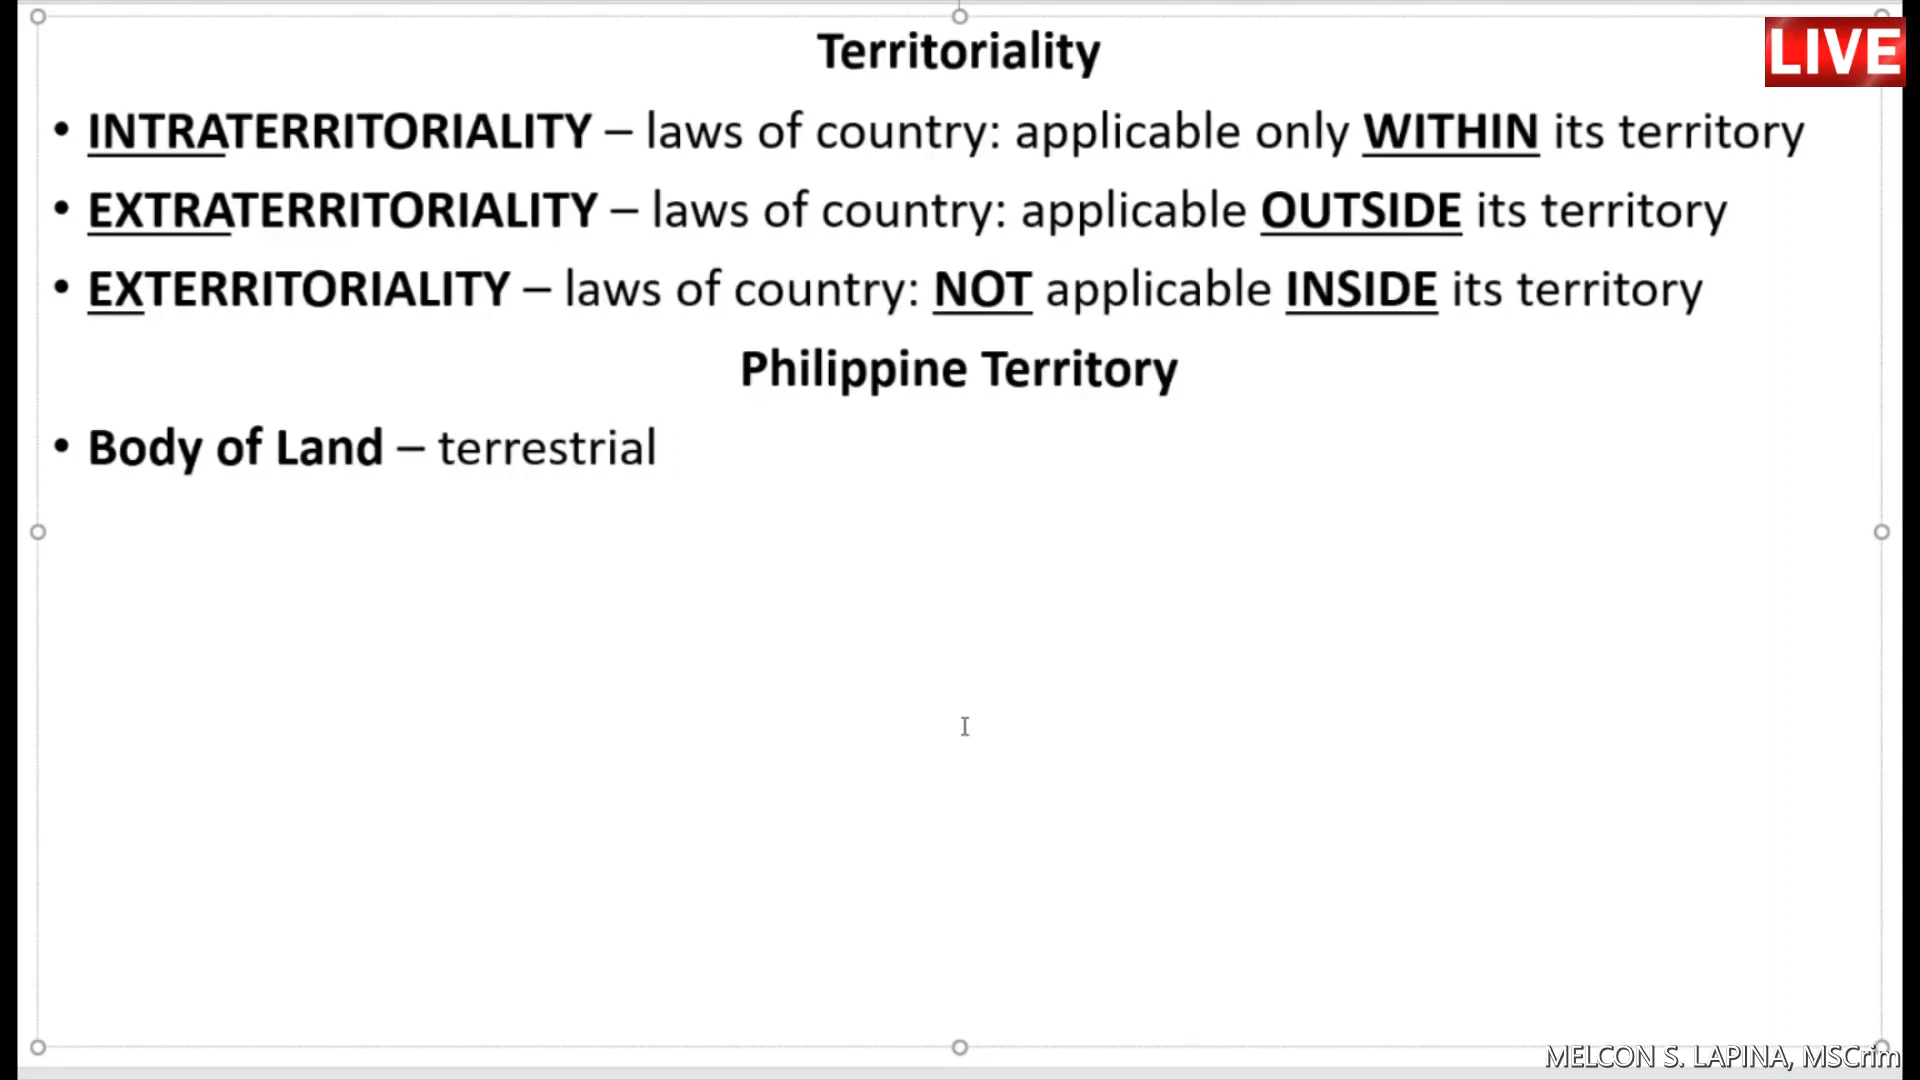 Territoriality
LIVE
• INTRATERRITORIALITY – laws of country: applicable only WITHIN its territory
• EXTRATERRITORIALITY – laws of country: applicable OUTSIDE its territory
• EXTERRITORIALITY – laws of country: NOT applicable INSIDE its territory
Philippine Territory
• Body of Land – terrestrial
MELCON S. LAPINA, MSCrim